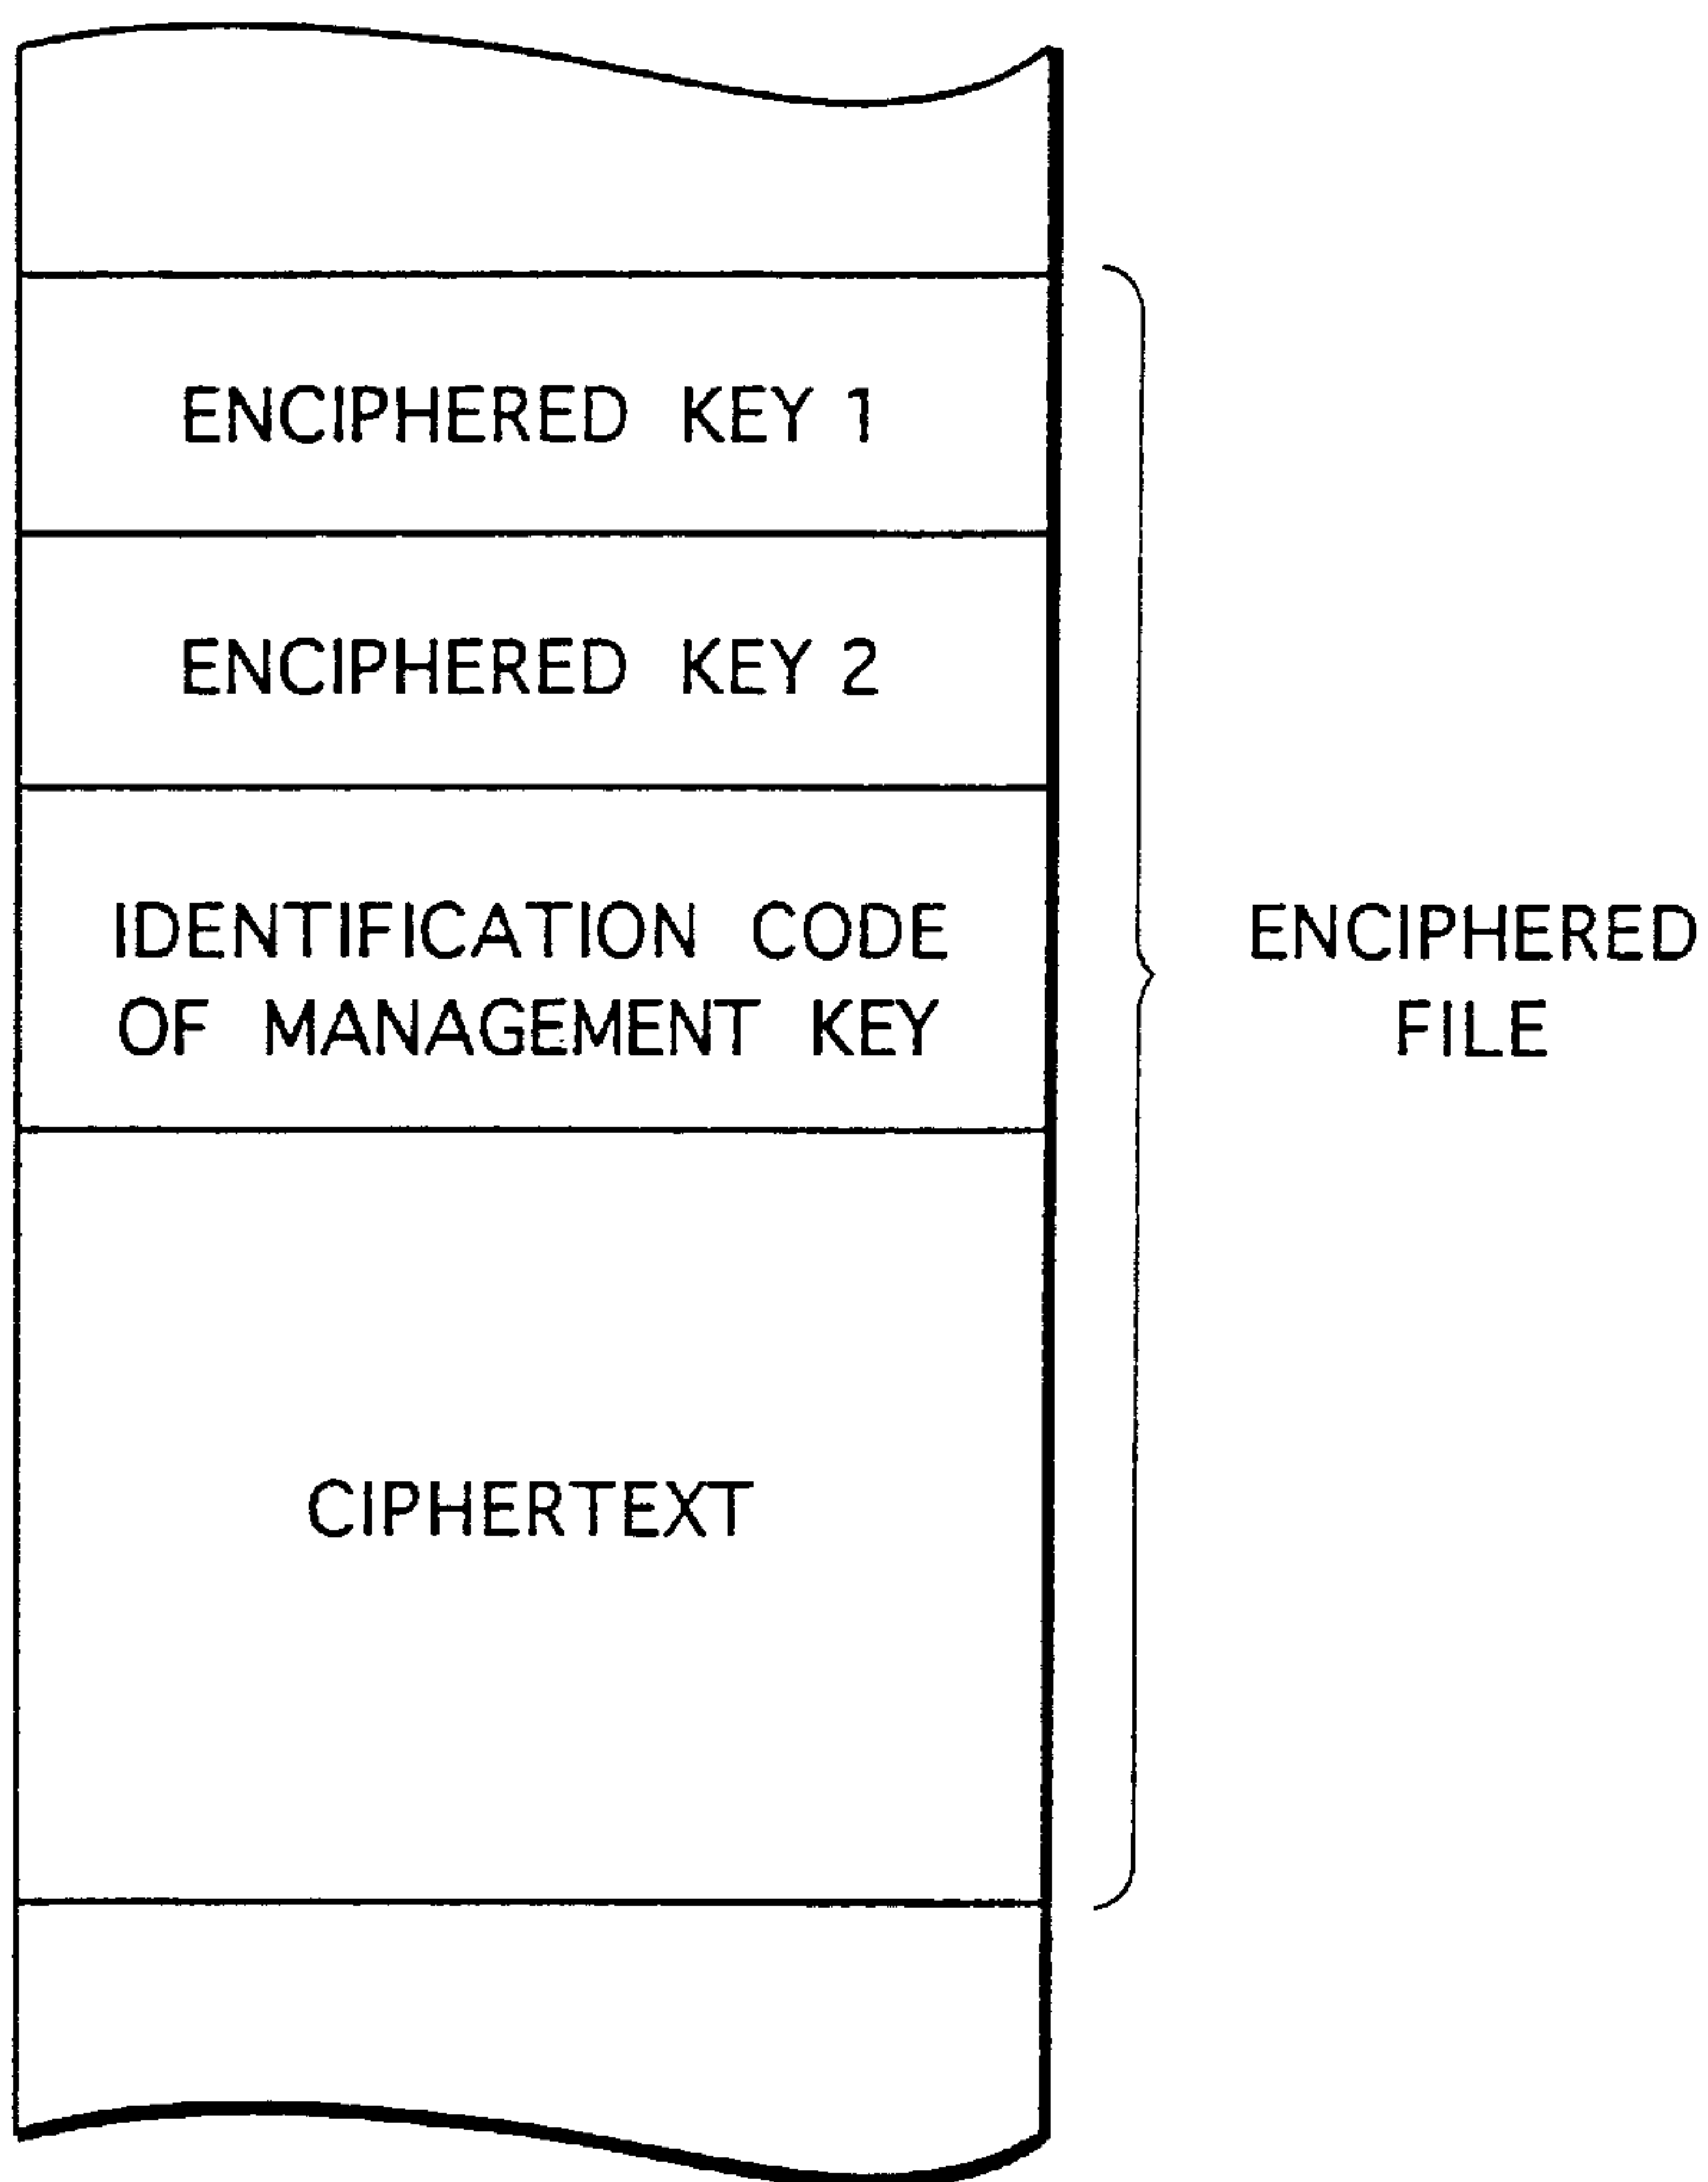 ENCIPHERED KEY 1
ENCIPHERED KEY 2
IDENTIFICATION CODE
OF MANAGEMENT KEY
ENCIPHERED
FILE
CIPHERTEXT